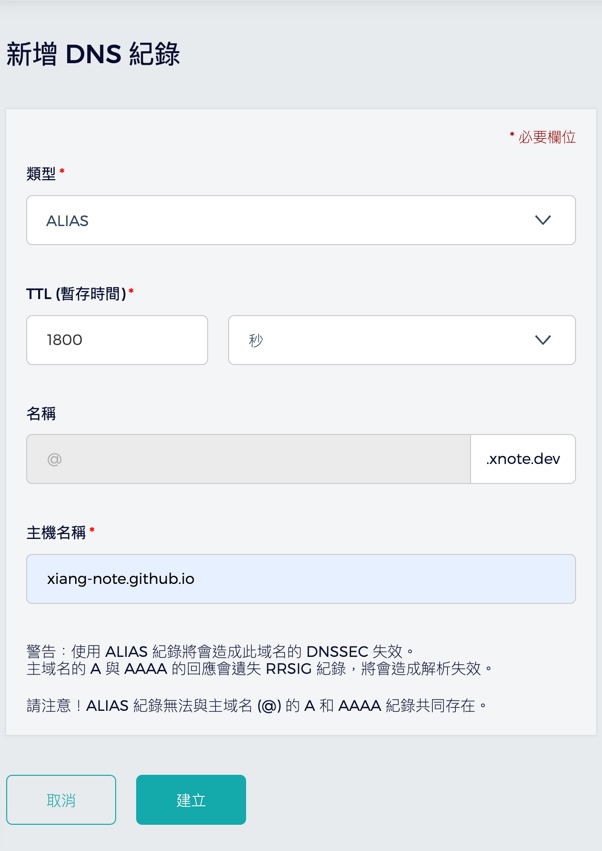 新增 DNS 紀錄
* 必要欄位
類型*
ALIAS
TTL (暫存時間)*
1800
秒
名稱
@
.xnote.dev
主機名稱*
xiang-note.github.io
警告：使用 ALIAS 紀錄將會造成此域名的 DNSSEC 失效。
主域名的 A 與 AAAA 的回應會遺失 RRSIG 紀錄，將會造成解析失效。
請注意！ALIAS 紀錄無法與主域名 (@) 的 A 和 AAAA 紀錄共同存在。
取消
建立